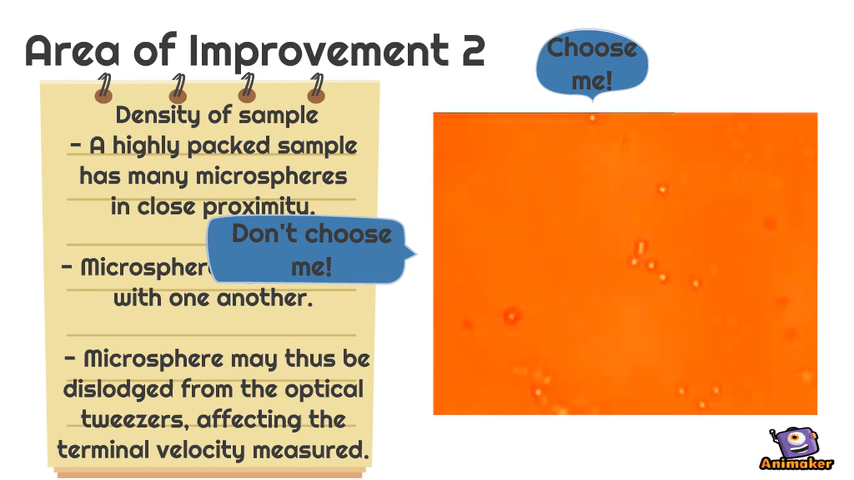 Area of Improvement 2
Choose
me!
Density of sample
- A highly packed sample
has many microspheres
in close proximity.
Don't choose
me!
- Microspher
with one another.
- Microsphere may thus be
dislodged from the optical
tweezers, affecting the
terminal velocity measured.
Animaker